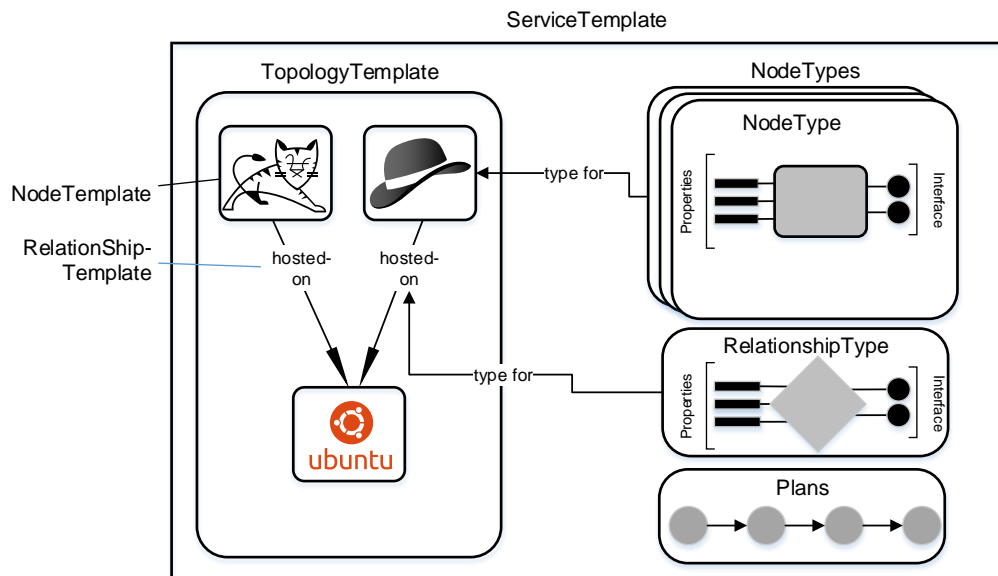 ServiceTemplate
TopologyTemplate
NodeTypes
NodeType
Properties
Interface
type for
NodeTemplate
RelationShip-
Template
hosted-
on
hosted-
on
type for
RelationshipType
Properties
Interface
ubuntu
Plans